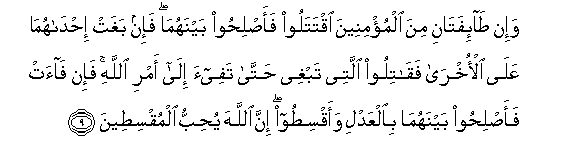 وَإِن طَآئِفَتَانِ مِنَ ٱلْمُؤْمِنِينَ ٱقْتَتَلُوا۟ فَأَصْلِحُوا۟ بَيْنَهُمَا ۖ فَإِنۢ بَغَتْ إِحْدَىٰهُمَا
عَلَى ٱلْأُخْرَىٰ فَقَـٰتِلُوا۟ ٱلَّتِى تَبْغِى حَتَّىٰ تَفِىٓءَ إِلَىٰٓ أَمْرِ ٱللَّهِ ۚ فَإِن فَآءَتْ
فَأَصْلِحُوا۟ بَيْنَهُمَا بِٱلْعَدْلِ وَأَقْسِطُوٓا۟ ۖ إِنَّ ٱللَّهَ يُحِبُّ ٱلْمُقْسِطِينَ ۝٩